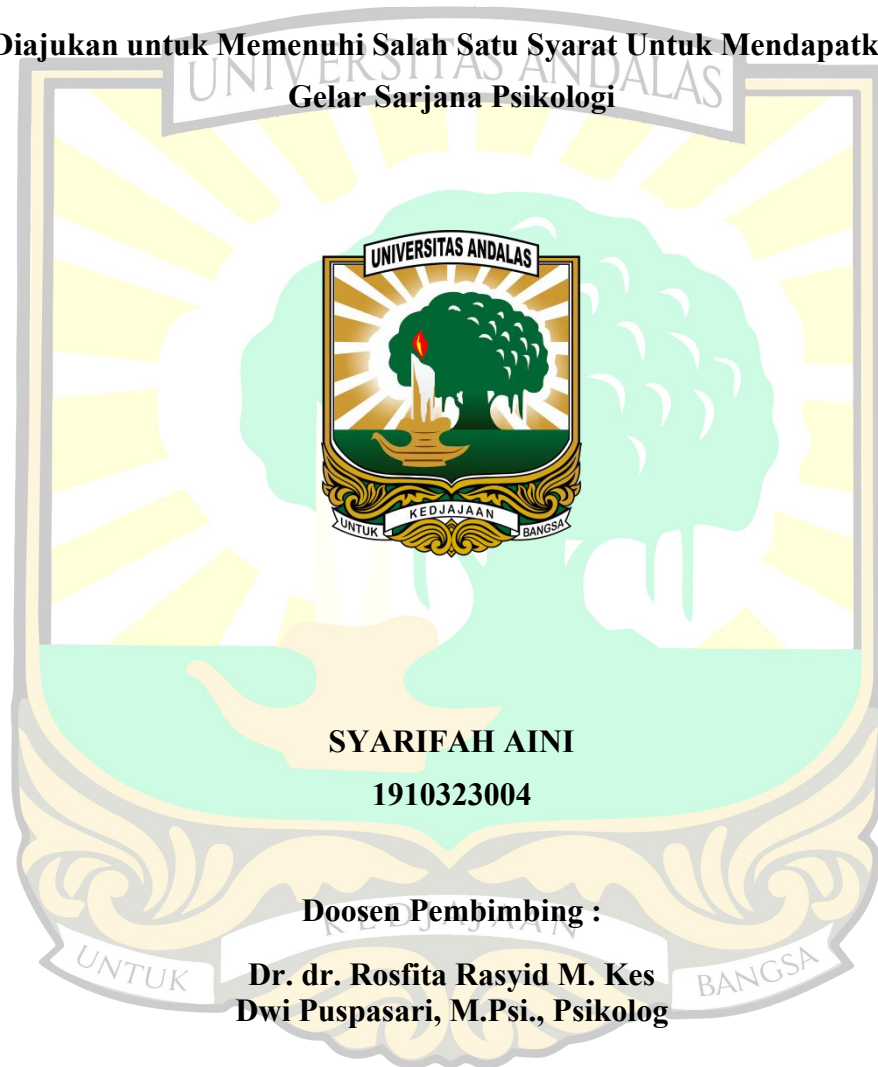 Diajukan untuk Memenuhi Salah Satu Syarat Untuk Mendapatk
UNIVERSITAS ANDALAS
Gelar Sarjana Psikologi
UNIVERSITAS ANDALAS
UNTUK KEDJAJAAN BANGSA
SYARIFAH AINI
1910323004
Doosen Pembimbing :
KEDJAJAAN
UNTUK BANGSA
Dr. dr. Rosfita Rasyid M. Kes
Dwi Puspasari, M.Psi., Psikolog